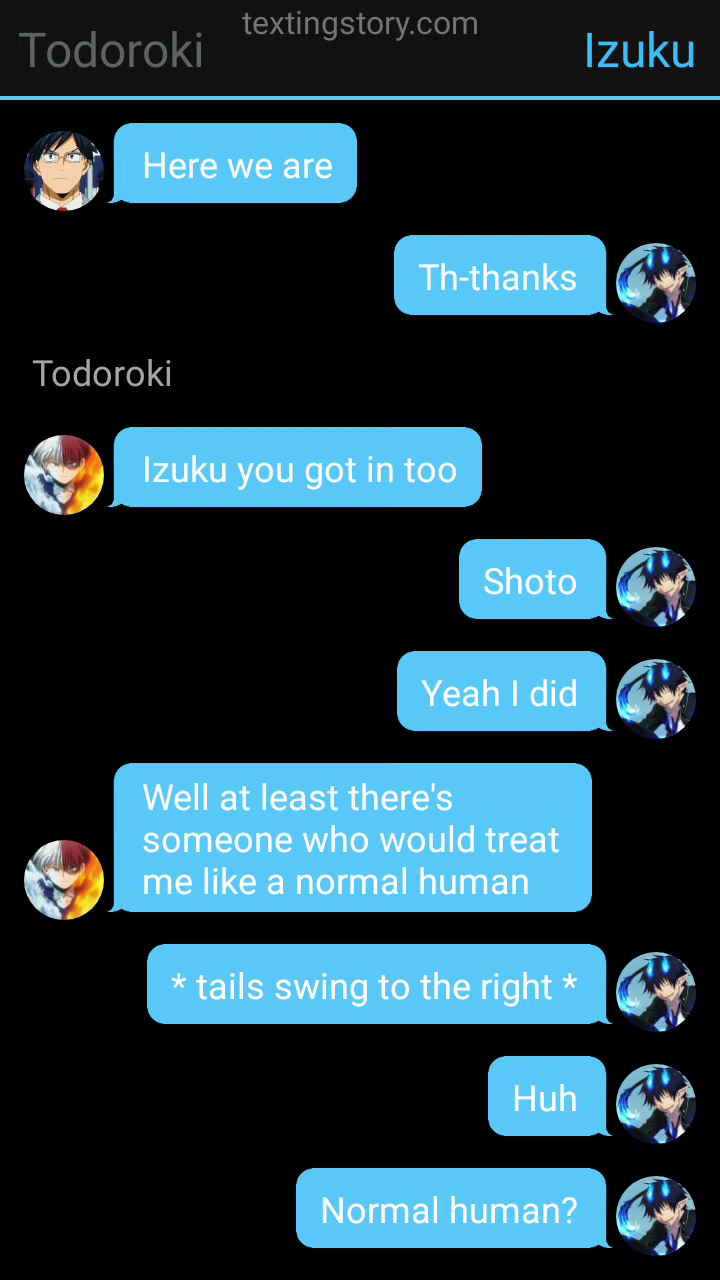 textingstory.com
Todoroki
Izuku
Here we are
Th-thanks
Todoroki
Izuku you got in too
Shoto
Yeah I did
Well at least there's
someone who would treat
me like a normal human
* tails swing to the right *
Huh
Normal human?